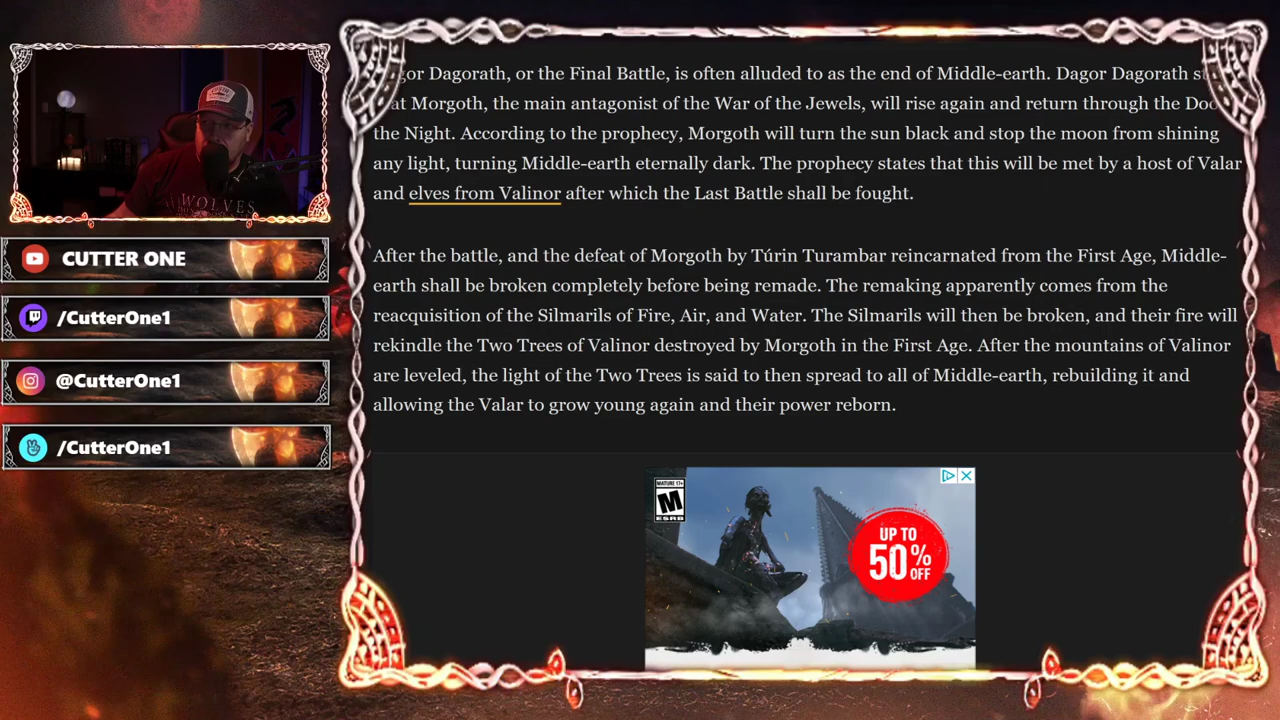 WOLVES
CUTTER ONE
/CutterOne1
@CutterOne1
/CutterOne1
gor Dagorath, or the Final Battle, is often alluded to as the end of Middle-earth. Dagor Dagorath st
at Morgoth, the main antagonist of the War of the Jewels, will rise again and return through the Doo
the Night. According to the prophecy, Morgoth will turn the sun black and stop the moon from shining
any light, turning Middle-earth eternally dark. The prophecy states that this will be met by a host of Valar
and elves from Valinor after which the Last Battle shall be fought.
After the battle, and the defeat of Morgoth by Túrin Turambar reincarnated from the First Age, Middle-
earth shall be broken completely before being remade. The remaking apparently comes from the
reacquisition of the Silmarils of Fire, Air, and Water. The Silmarils will then be broken, and their fire will
rekindle the Two Trees of Valinor destroyed by Morgoth in the First Age. After the mountains of Valinor
are leveled, the light of the Two Trees is said to then spread to all of Middle-earth, rebuilding it and
allowing the Valar to grow young again and their power reborn.
MATURE 17+
M
ESRB
UP TO
50%
OFF